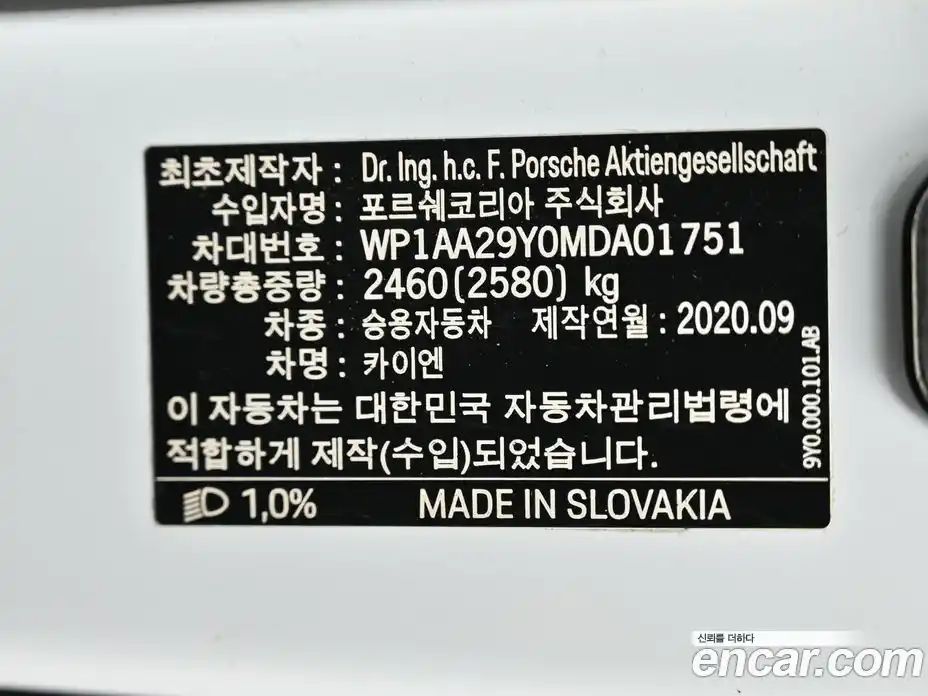 최초제작자 : Dr. Ing. h.c. F. Porsche Aktiengesellschaft
수입자명 : 포르쉐코리아 주식회사
차대번호 : WP1AA29Y0MDA01751
차량총중량 : 2460(2580) kg
차종 : 승용자동차 제작연월 : 2020.09
차명 : 카이엔
이 자동차는 대한민국 자동차관리법령에
적합하게 제작(수입)되었습니다.
9Y0.000.101.AB
1,0% MADE IN SLOVAKIA
신뢰를 더하다
encar.com